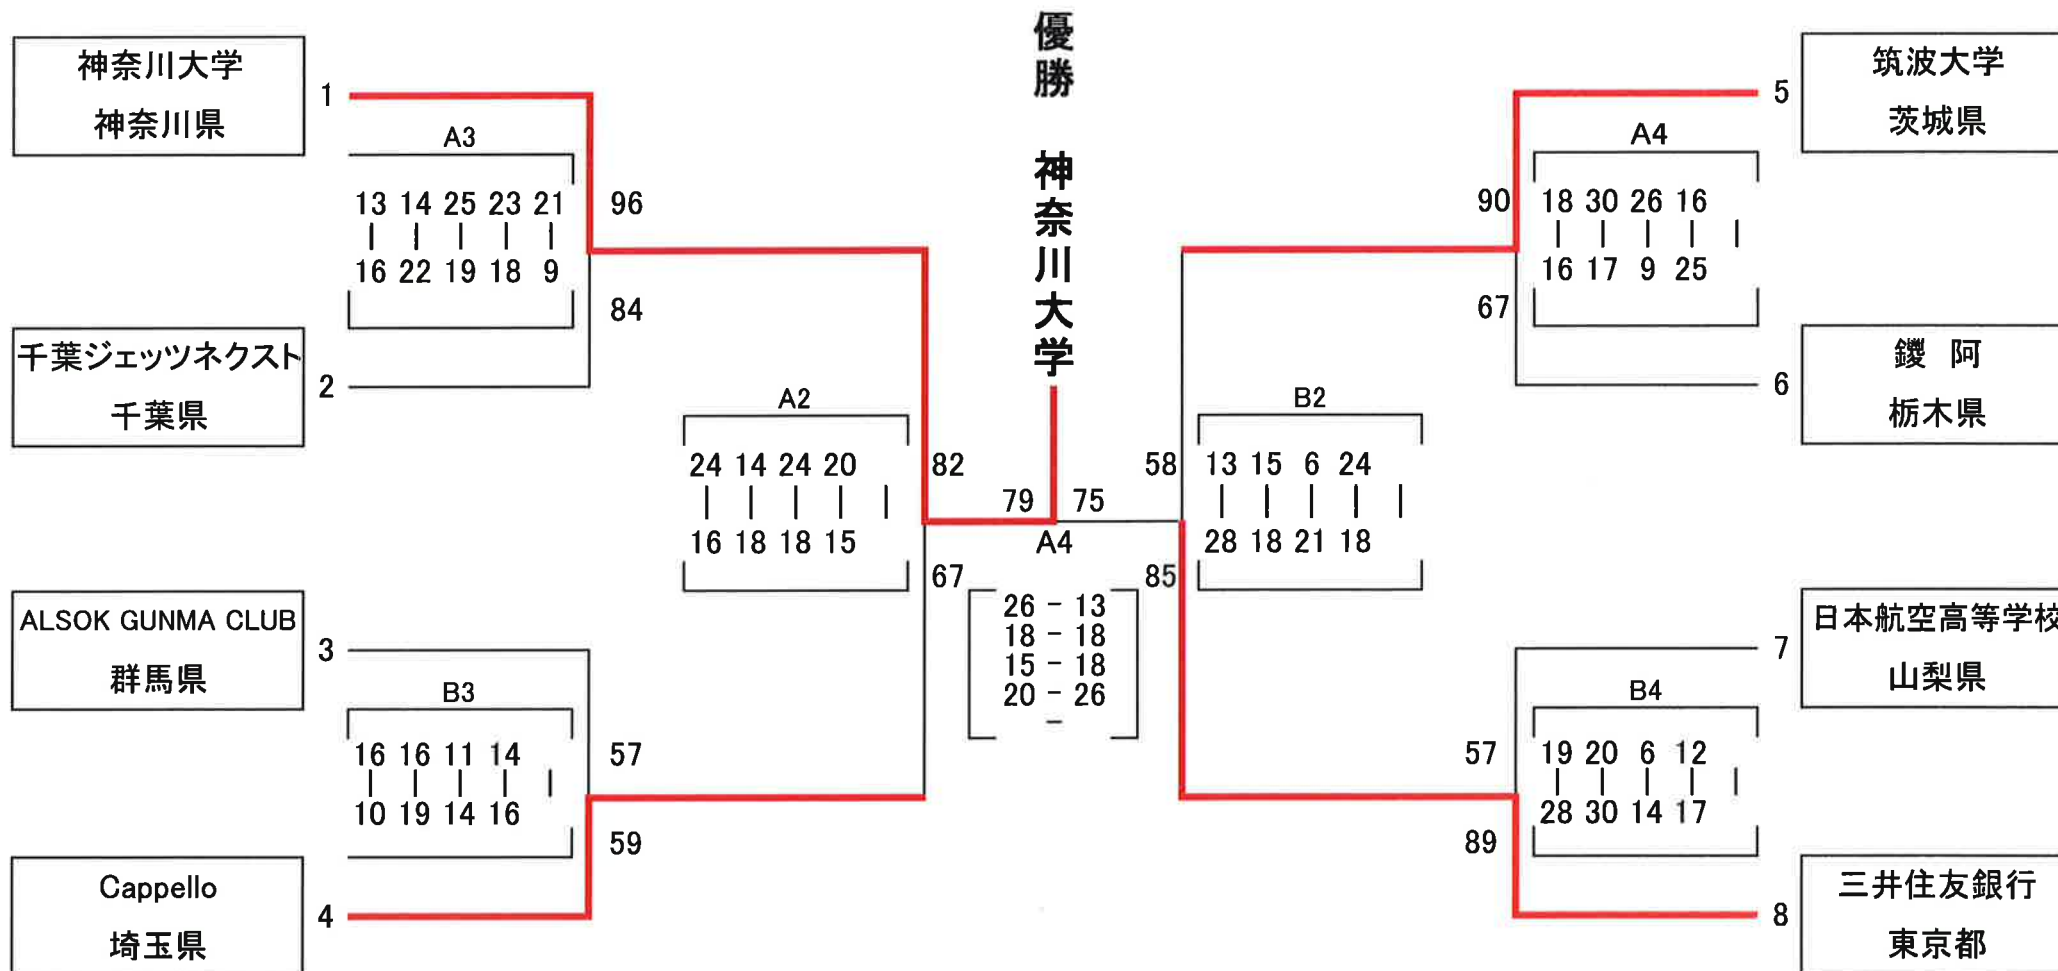 優勝 神奈川大学
神奈川大学
神奈川県
1
A3
13 14 25 23 21
16 22 19 18 9
96
84
千葉ジェッツネクスト
千葉県
2
A2
24 14 24 20
16 18 18 15
82
67
ALSOK GUNMA CLUB
群馬県
3
B3
16 16 11 14
10 19 14 16
57
59
Cappello
埼玉県
4
79 75
A4
26 - 13
18 - 18
15 - 18
20 - 26
-
筑波大学
茨城県
5
A4
90
18 30 26 16
16 17 9 25
67
鑁 阿
栃木県
6
B2
58
13 15 6 24
28 18 21 18
85
日本航空高等学校
山梨県
7
B4
57
19 20 6 12
28 30 14 17
89
三井住友銀行
東京都
8